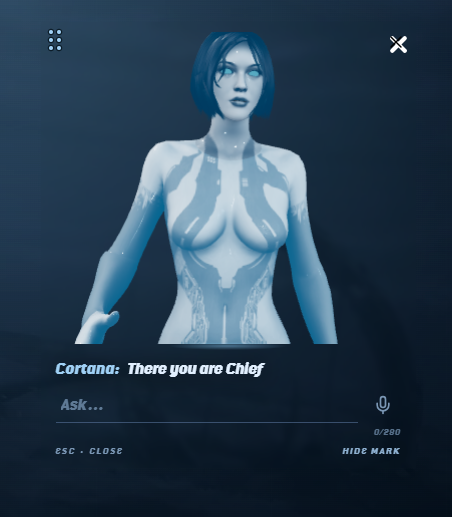 Cortana: There you are Chief
Ask...
0/280
ESC - CLOSE
HIDE MARK